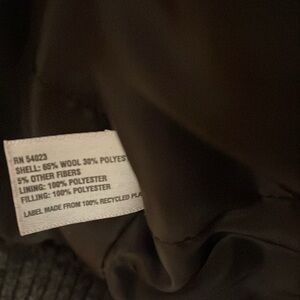 RN 54023
SHELL: 65% WOOL 30% POLYES
5% OTHER FIBERS
LINING: 100% POLYESTER
FILLING: 100% POLYESTER
LABEL MADE FROM 100% RECYCLED PLA